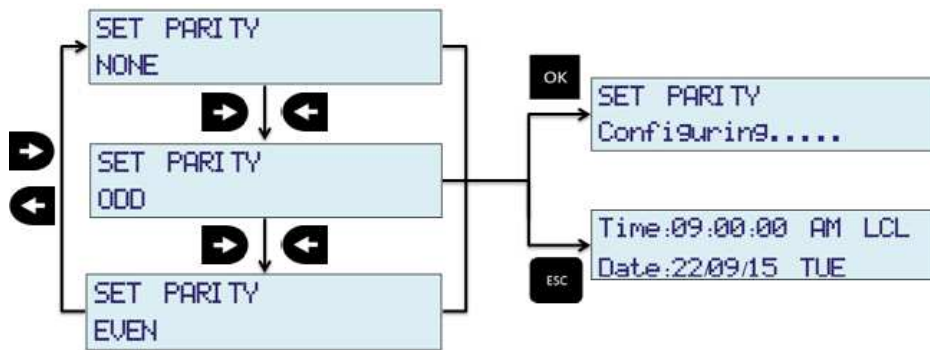 SET PARITY
NONE
SET PARITY
ODD
SET PARITY
EVEN
OK
SET PARITY
Configuring.....
Time:09:00:00 AM LCL
Date:22/09/15 TUE
ESC